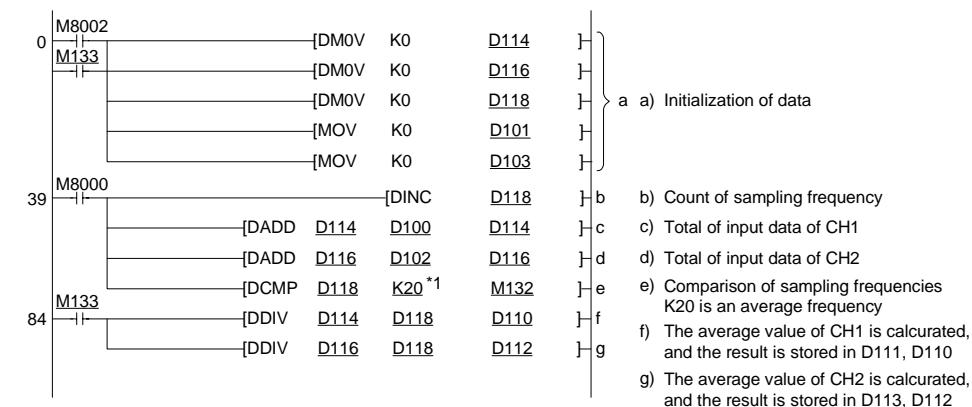 M8002
0 [DM0V K0 D114 ]
M133
[DM0V K0 D116 ]
[DM0V K0 D118 ] a a) Initialization of data
[MOV K0 D101 ]
[MOV K0 D103 ]
M8000
39 [DINC D118 ] b b) Count of sampling frequency
[DADD D114 D100 D114 ] c c) Total of input data of CH1
[DADD D116 D102 D116 ] d d) Total of input data of CH2
[DCMP D118 K20 *1 M132 ] e e) Comparison of sampling frequencies
K20 is an average frequency
M133
84 [DDIV D114 D118 D110 ] f f) The average value of CH1 is calcurated,
and the result is stored in D111, D110
[DDIV D116 D118 D112 ] g g) The average value of CH2 is calcurated,
and the result is stored in D113, D112